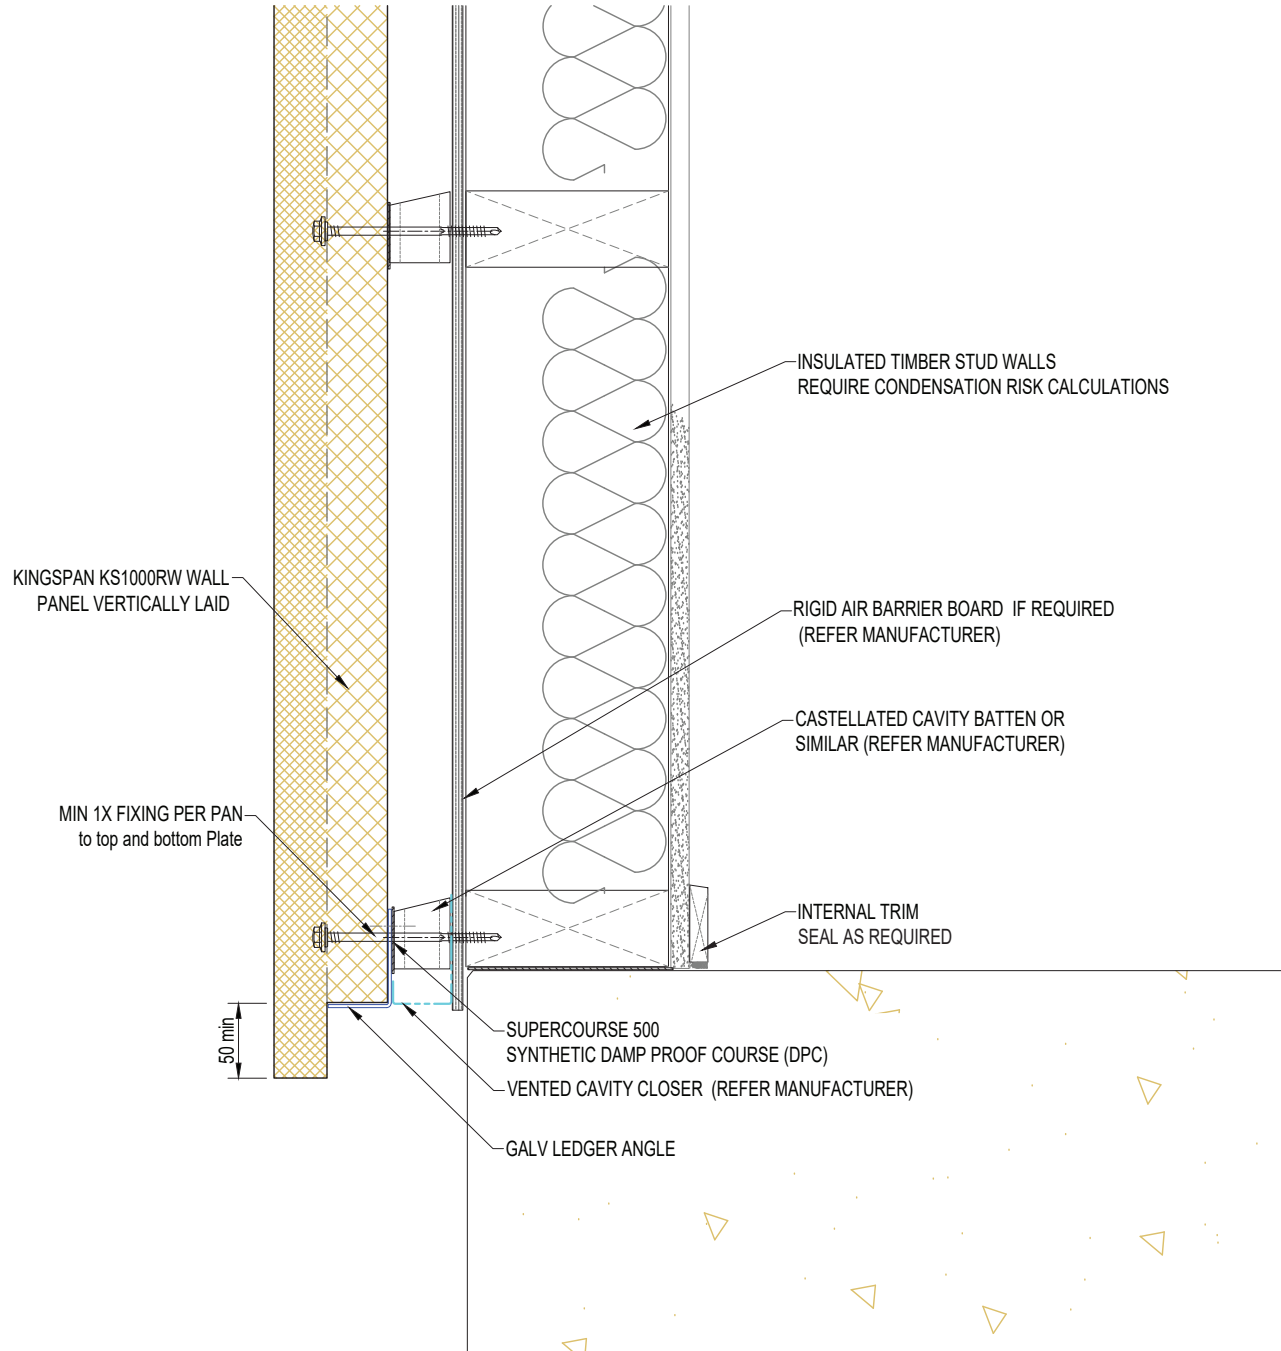 INSULATED TIMBER STUD WALLS
REQUIRE CONDENSATION RISK CALCULATIONS
KINGSPAN KS1000RW WALL
PANEL VERTICALLY LAID
RIGID AIR BARRIER BOARD IF REQUIRED
(REFER MANUFACTURER)
CASTELLATED CAVITY BATTEN OR
SIMILAR (REFER MANUFACTURER)
MIN 1X FIXING PER PAN
to top and bottom Plate
INTERNAL TRIM
SEAL AS REQUIRED
50 min
SUPERCOURSE 500
SYNTHETIC DAMP PROOF COURSE (DPC)
VENTED CAVITY CLOSER (REFER MANUFACTURER)
GALV LEDGER ANGLE